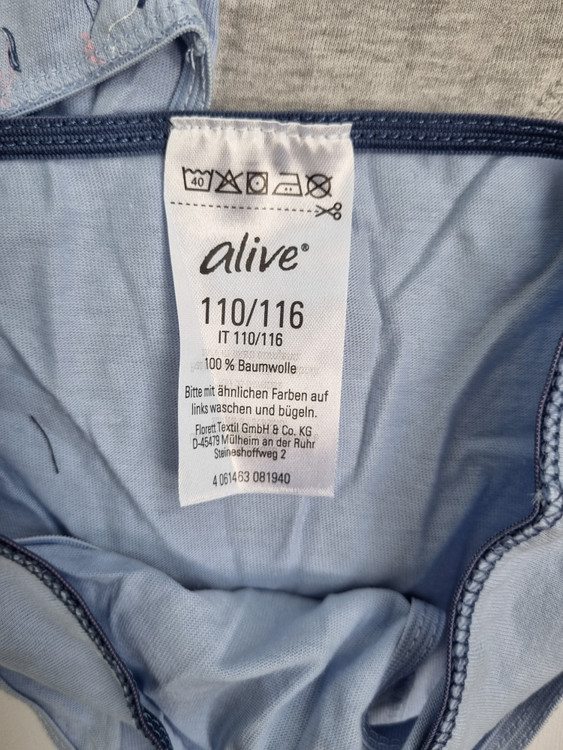 40
alive®
110/116
IT 110/116
100 % Baumwolle
Bitte mit ähnlichen Farben auf
links waschen und bügeln.
Florett Textil GmbH & Co. KG
D-45479 Mülheim an der Ruhr
Steineshoffweg 2
4 061463 081940